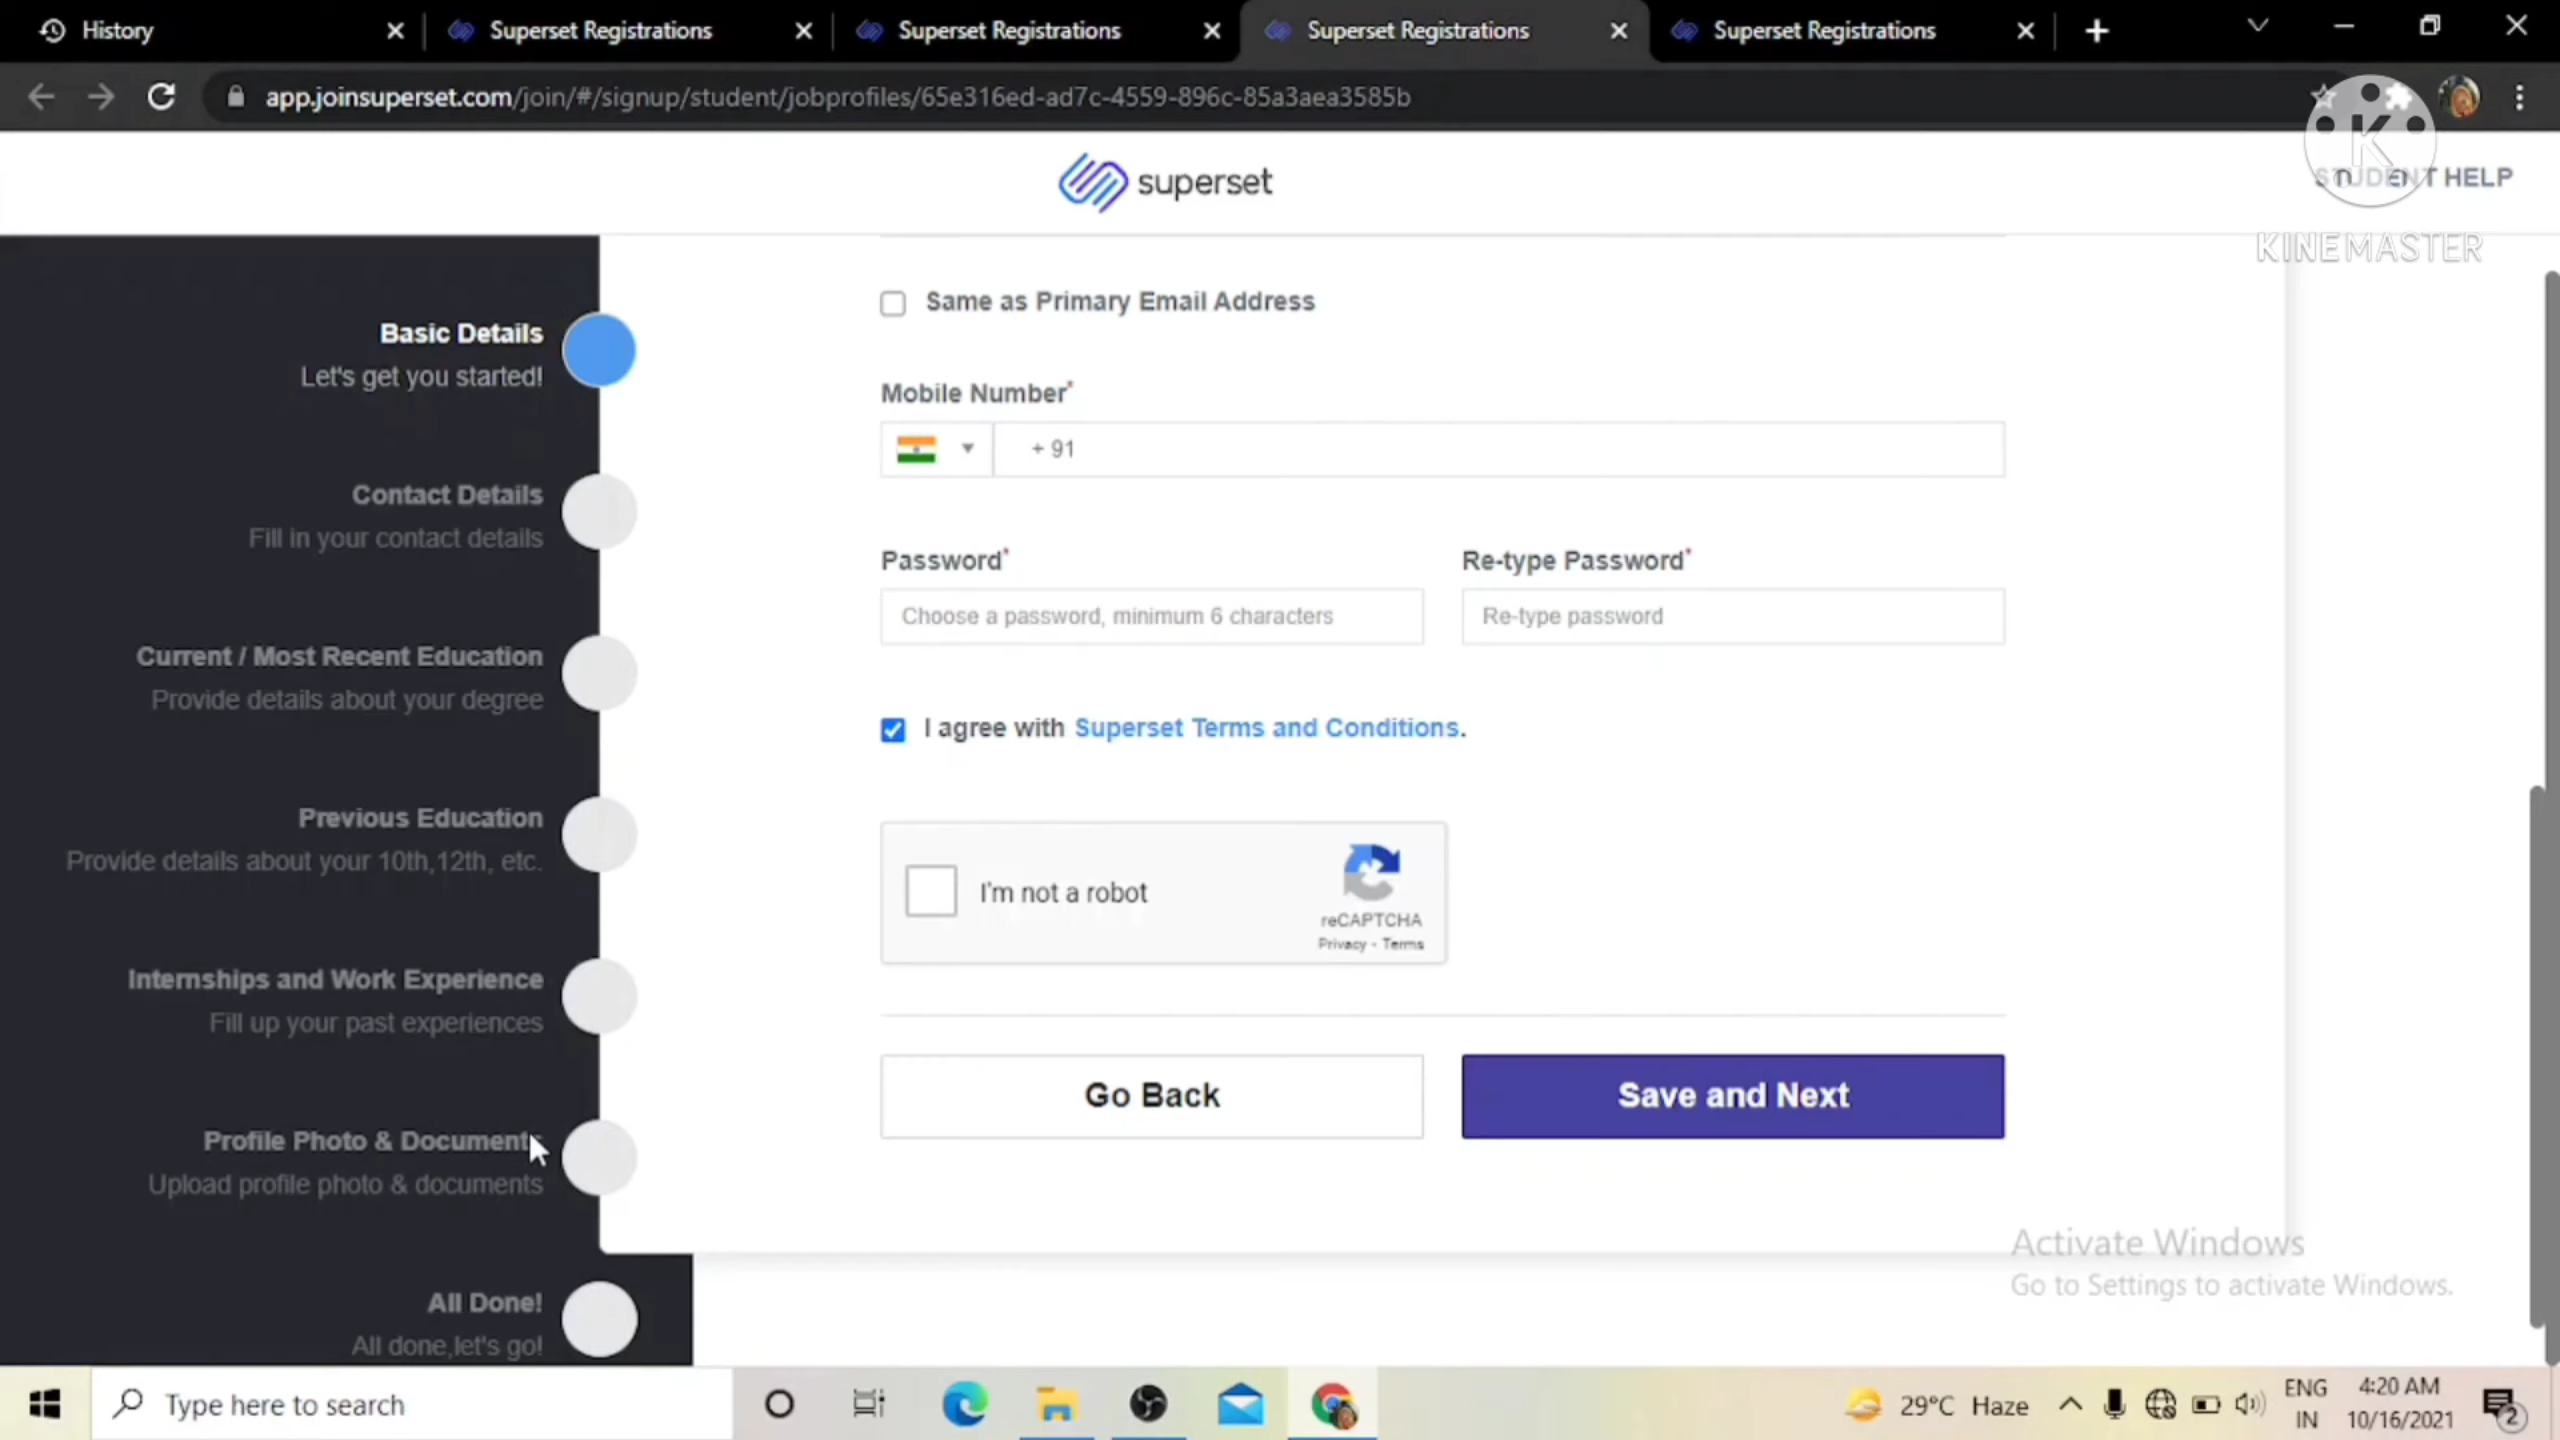 History
Superset Registrations
Superset Registrations
Superset Registrations
Superset Registrations
app.joinsuperset.com/join/#/signup/student/jobprofiles/65e316ed-ad7c-4559-896c-85a3aea3585b
superset
STUDENT HELP
K
KINEMASTER
Basic Details
Let's get you started!
Contact Details
Fill in your contact details
Current / Most Recent Education
Provide details about your degree
Previous Education
Provide details about your 10th,12th, etc.
Internships and Work Experience
Fill up your past experiences
Profile Photo & Documents
Upload profile photo & documents
All Done!
All done,let's go!
Same as Primary Email Address
Mobile Number*
+ 91
Password* Re-type Password*
Choose a password, minimum 6 characters Re-type password
I agree with Superset Terms and Conditions.
I'm not a robot
reCAPTCHA
Privacy - Terms
Go Back Save and Next
Activate Windows
Go to Settings to activate Windows.
Type here to search
29°C Haze
ENG
IN
4:20 AM
10/16/2021
2